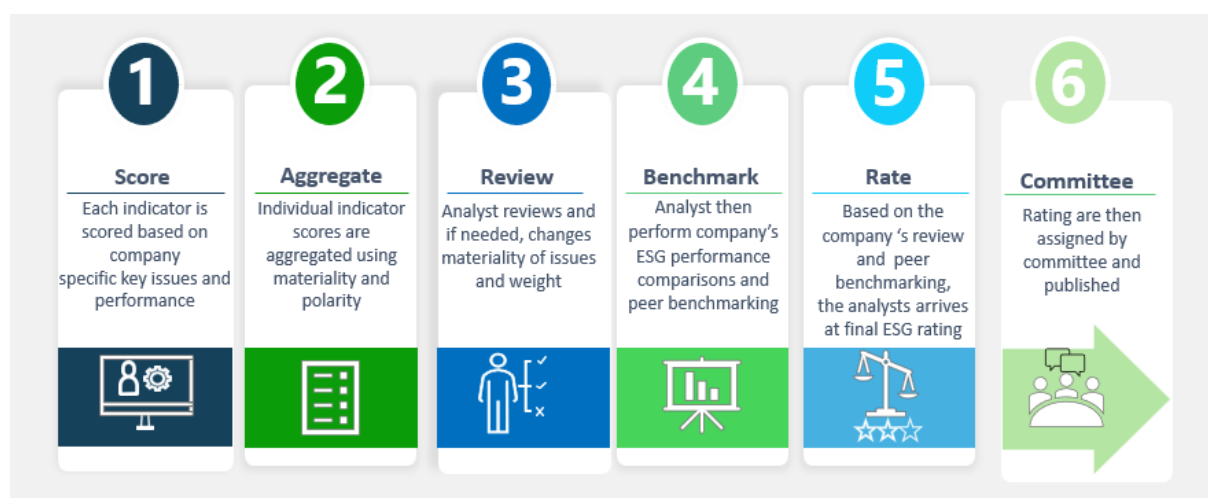 1
Score
Each indicator is
scored based on
company
specific key issues and
performance
2
Aggregate
Individual indicator
scores are
aggregated using
materiality and
polarity
3
Review
Analyst reviews and
if needed, changes
materiality of issues
and weight
4
Benchmark
Analyst then
perform company's
ESG performance
comparisons and
peer benchmarking
5
Rate
Based on the
company 's review
and peer
benchmarking,
the analysts arrives
at final ESG rating
6
Committee
Rating are then
assigned by
committee and
published